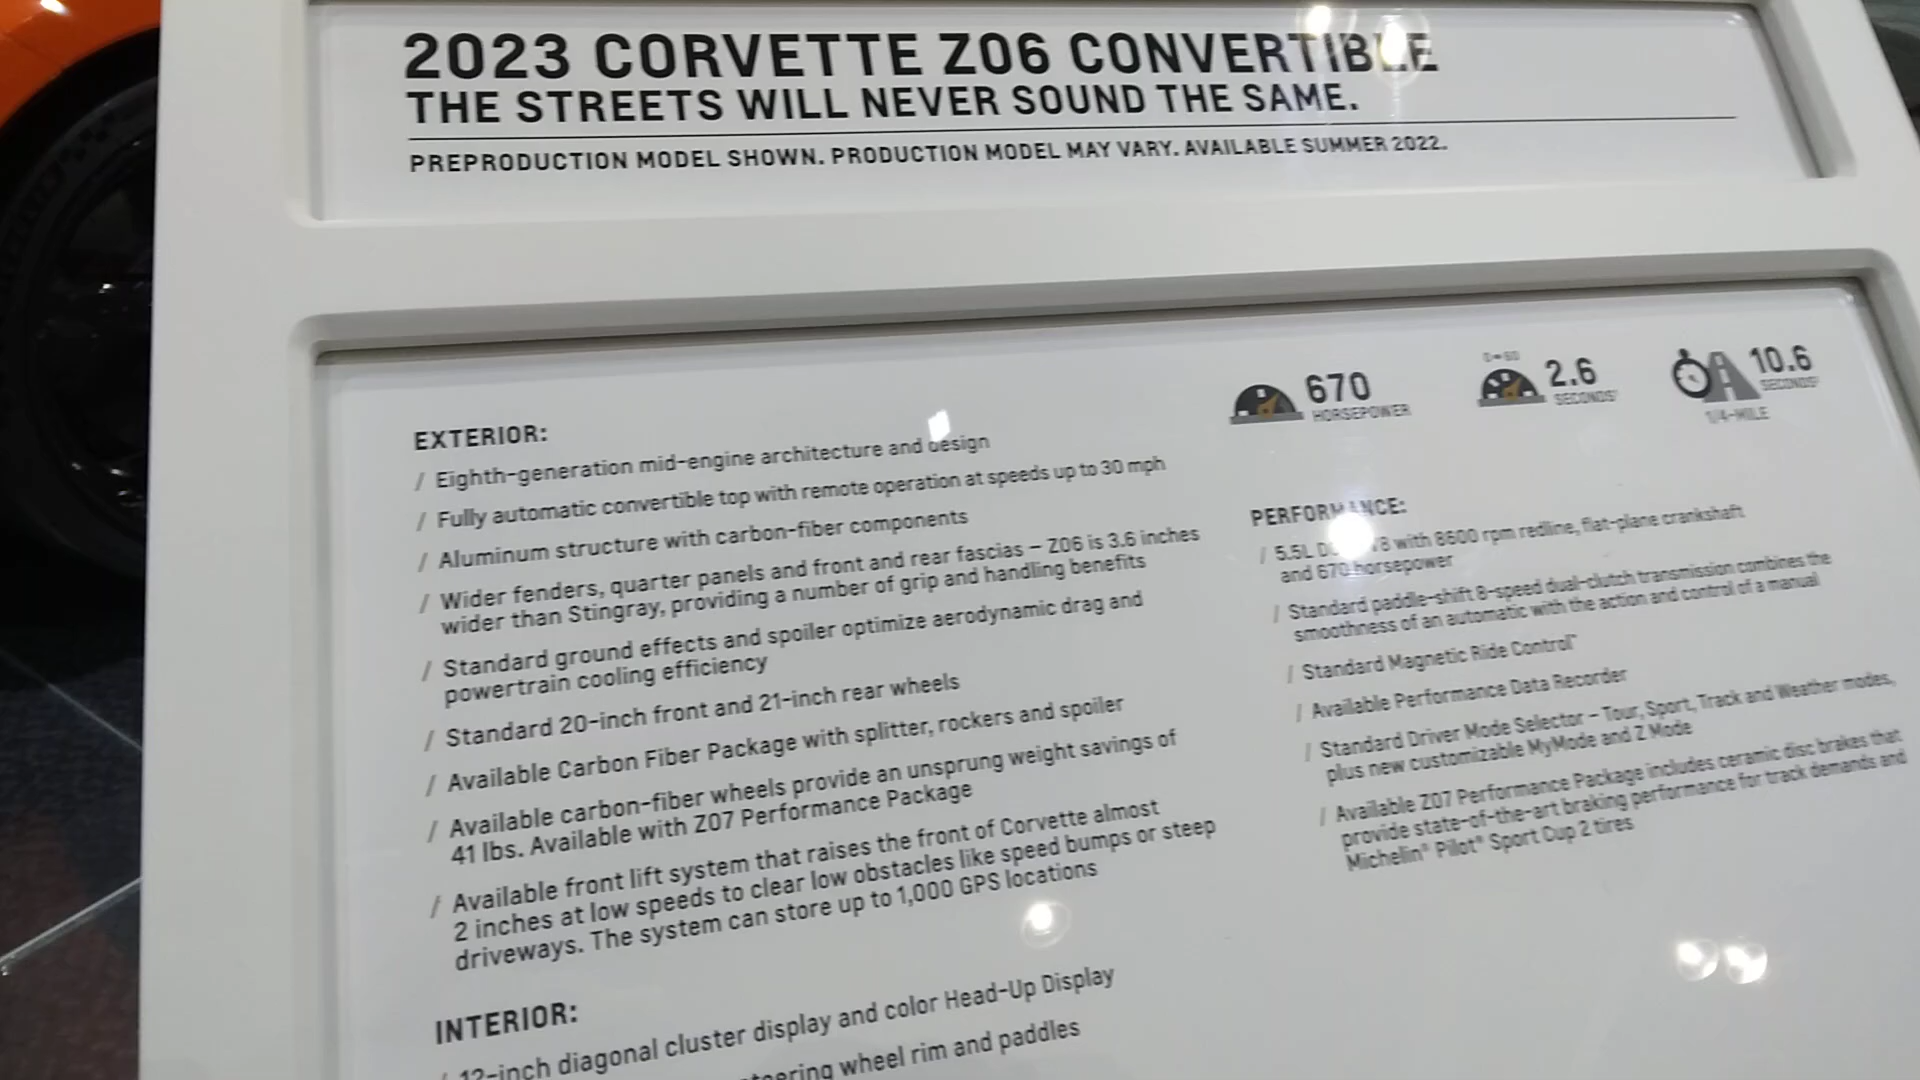 2023 CORVETTE Z06 CONVERTIBLE
THE STREETS WILL NEVER SOUND THE SAME.
PREPRODUCTION MODEL SHOWN. PRODUCTION MODEL MAY VARY. AVAILABLE SUMMER 2022.
670
HORSEPOWER
0-60
2.6
SECONDS¹
10.6
SECONDS¹
1/4-MILE
EXTERIOR:
/ Eighth-generation mid-engine architecture and design
/ Fully automatic convertible top with remote operation at speeds up to 30 mph
/ Aluminum structure with carbon-fiber components
/ Wider fenders, quarter panels and front and rear fascias – Z06 is 3.6 inches
wider than Stingray, providing a number of grip and handling benefits
/ Standard ground effects and spoiler optimize aerodynamic drag and
powertrain cooling efficiency
/ Standard 20-inch front and 21-inch rear wheels
/ Available Carbon Fiber Package with splitter, rockers and spoiler
/ Available carbon-fiber wheels provide an unsprung weight savings of
41 lbs. Available with Z07 Performance Package
/ Available front lift system that raises the front of Corvette almost
2 inches at low speeds to clear low obstacles like speed bumps or steep
driveways. The system can store up to 1,000 GPS locations
INTERIOR:
/ 12-inch diagonal cluster display and color Head-Up Display
steering wheel rim and paddles
PERFORMANCE:
/ 5.5L V8 with 8600 rpm redline, flat-plane crankshaft
and 670 horsepower
/ Standard paddle-shift 8-speed dual-clutch transmission combines the
smoothness of an automatic with the action and control of a manual
/ Standard Magnetic Ride Control™
/ Available Performance Data Recorder
/ Standard Driver Mode Selector – Tour, Sport, Track and Weather modes,
plus new customizable MyMode and Z Mode
/ Available Z07 Performance Package includes ceramic disc brakes that
provide state-of-the-art braking performance for track demands and
Michelin® Pilot® Sport Cup 2 tires